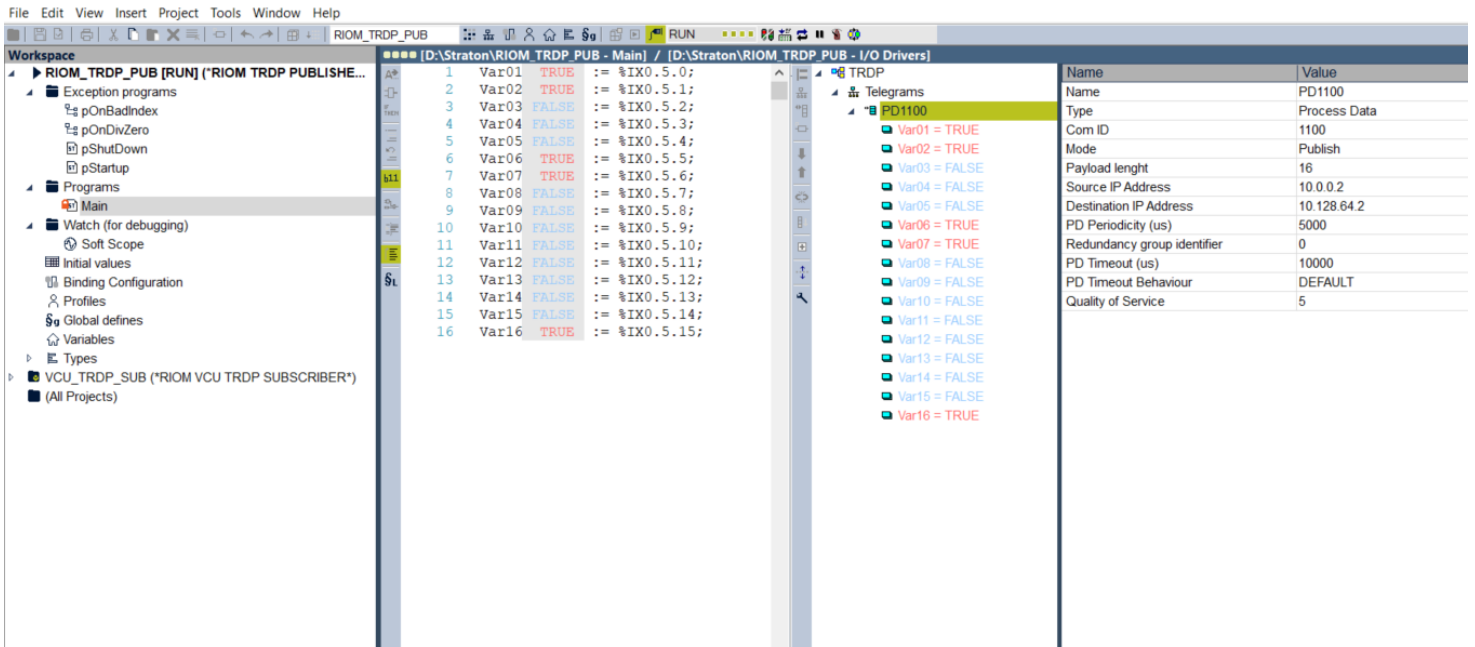 File Edit View Insert Project Tools Window Help
RIOM_TRDP_PUB RUN
Workspace
RIOM_TRDP_PUB [RUN] (*RIOM TRDP PUBLISHE...
Exception programs
pOnBadIndex
pOnDivZero
pShutDown
pStartup
Programs
Main
Watch (for debugging)
Soft Scope
Initial values
Binding Configuration
Profiles
Global defines
Variables
Types
VCU_TRDP_SUB (*RIOM VCU TRDP SUBSCRIBER*)
(All Projects)
[D:\Straton\RIOM_TRDP_PUB - Main] / [D:\Straton\RIOM_TRDP_PUB - I/O Drivers]
1 Var01 TRUE := %IX0.5.0;
2 Var02 TRUE := %IX0.5.1;
3 Var03 FALSE := %IX0.5.2;
4 Var04 FALSE := %IX0.5.3;
5 Var05 FALSE := %IX0.5.4;
6 Var06 TRUE := %IX0.5.5;
7 Var07 TRUE := %IX0.5.6;
8 Var08 FALSE := %IX0.5.7;
9 Var09 FALSE := %IX0.5.8;
10 Var10 FALSE := %IX0.5.9;
11 Var11 FALSE := %IX0.5.10;
12 Var12 FALSE := %IX0.5.11;
13 Var13 FALSE := %IX0.5.12;
14 Var14 FALSE := %IX0.5.13;
15 Var15 FALSE := %IX0.5.14;
16 Var16 TRUE := %IX0.5.15;
TRDP
Telegrams
PD1100
Var01 = TRUE
Var02 = TRUE
Var03 = FALSE
Var04 = FALSE
Var05 = FALSE
Var06 = TRUE
Var07 = TRUE
Var08 = FALSE
Var09 = FALSE
Var10 = FALSE
Var11 = FALSE
Var12 = FALSE
Var13 = FALSE
Var14 = FALSE
Var15 = FALSE
Var16 = TRUE
Name Value
Name PD1100
Type Process Data
Com ID 1100
Mode Publish
Payload lenght 16
Source IP Address 10.0.0.2
Destination IP Address 10.128.64.2
PD Periodicity (us) 5000
Redundancy group identifier 0
PD Timeout (us) 10000
PD Timeout Behaviour DEFAULT
Quality of Service 5